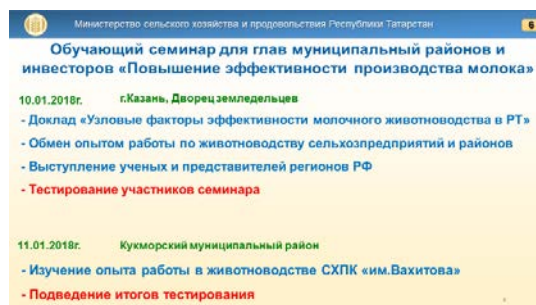 Министерство сельского хозяйства и продовольствия Республики Татарстан
6
Обучающий семинар для глав муниципальный районов и
инвесторов «Повышение эффективности производства молока»
10.01.2018г. г.Казань, Дворец земледельцев
- Доклад «Узловые факторы эффективности молочного животноводства в РТ»
- Обмен опытом работы по животноводству сельхозпредприятий и районов
- Выступление ученых и представителей регионов РФ
- Тестирование участников семинара
11.01.2018г. Кукморский муниципальный район
- Изучение опыта работы в животноводстве СХПК «им.Вахитова»
- Подведение итогов тестирования